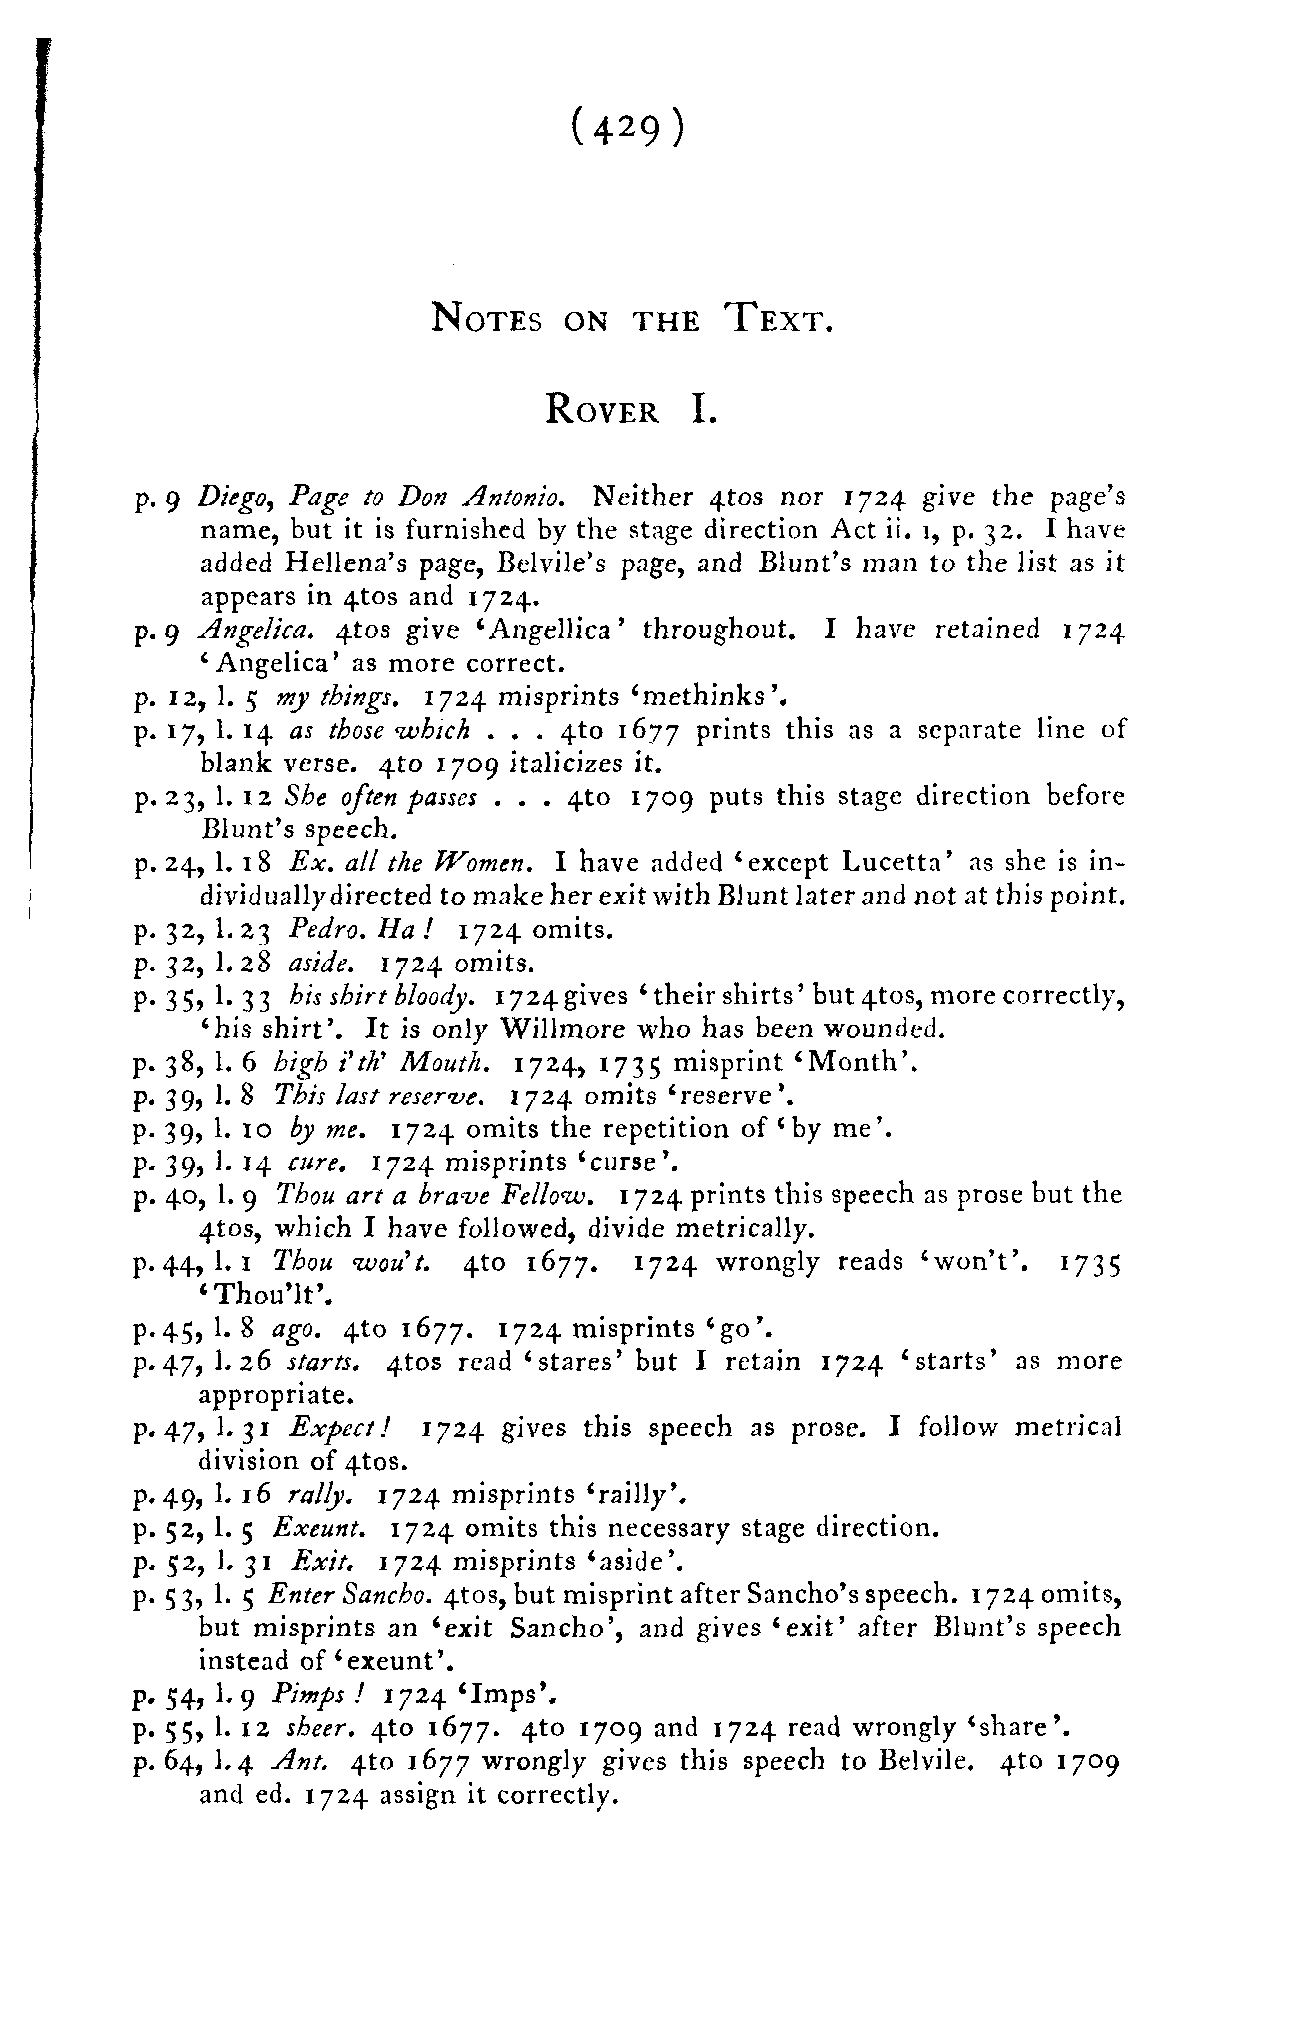 (429)
NOTES ON THE TEXT.
ROVER I.
p. 9 Diego, Page to Don Antonio. Neither 4tos nor 1724 give the page's
name, but it is furnished by the stage direction Act ii. 1, p. 32. I have
added Hellena's page, Belvile's page, and Blunt's man to the list as it
appears in 4tos and 1724.
p. 9 Angelica. 4tos give ‘Angellica’ throughout. I have retained 1724
‘Angelica’ as more correct.
p. 12, l. 5 my things. 1724 misprints ‘methinks’.
p. 17, l. 14 as those which . . . 4to 1677 prints this as a separate line of
blank verse. 4to 1709 italicizes it.
p. 23, l. 12 She often passes . . . 4to 1709 puts this stage direction before
Blunt's speech.
p. 24, l. 18 Ex. all the Women. I have added ‘except Lucetta’ as she is in-
dividually directed to make her exit with Blunt later and not at this point.
p. 32, l. 23 Pedro. Ha! 1724 omits.
p. 32, l. 28 aside. 1724 omits.
p. 35, l. 33 his shirt bloody. 1724 gives ‘their shirts’ but 4tos, more correctly,
‘his shirt’. It is only Willmore who has been wounded.
p. 38, l. 6 high i'th' Mouth. 1724, 1735 misprint ‘Month’.
p. 39, l. 8 This last reserve. 1724 omits ‘reserve’.
p. 39, l. 10 by me. 1724 omits the repetition of ‘by me’.
p. 39, l. 14 cure. 1724 misprints ‘curse’.
p. 40, l. 9 Thou art a brave Fellow. 1724 prints this speech as prose but the
4tos, which I have followed, divide metrically.
p. 44, l. 1 Thou wou't. 4to 1677. 1724 wrongly reads ‘won't’. 1735
‘Thou'lt’.
p. 45, l. 8 ago. 4to 1677. 1724 misprints ‘go’.
p. 47, l. 26 starts. 4tos read ‘stares’ but I retain 1724 ‘starts’ as more
appropriate.
p. 47, l. 31 Expect! 1724 gives this speech as prose. I follow metrical
division of 4tos.
p. 49, l. 16 rally. 1724 misprints ‘railly’.
p. 52, l. 5 Exeunt. 1724 omits this necessary stage direction.
p. 52, l. 31 Exit. 1724 misprints ‘aside’.
p. 53, l. 5 Enter Sancho. 4tos, but misprint after Sancho's speech. 1724 omits,
but misprints an ‘exit Sancho’, and gives ‘exit’ after Blunt's speech
instead of ‘exeunt’.
p. 54, l. 9 Pimps! 1724 ‘Imps’.
p. 55, l. 12 sheer. 4to 1677. 4to 1709 and 1724 read wrongly ‘share’.
p. 64, l. 4 Ant. 4to 1677 wrongly gives this speech to Belvile. 4to 1709
and ed. 1724 assign it correctly.